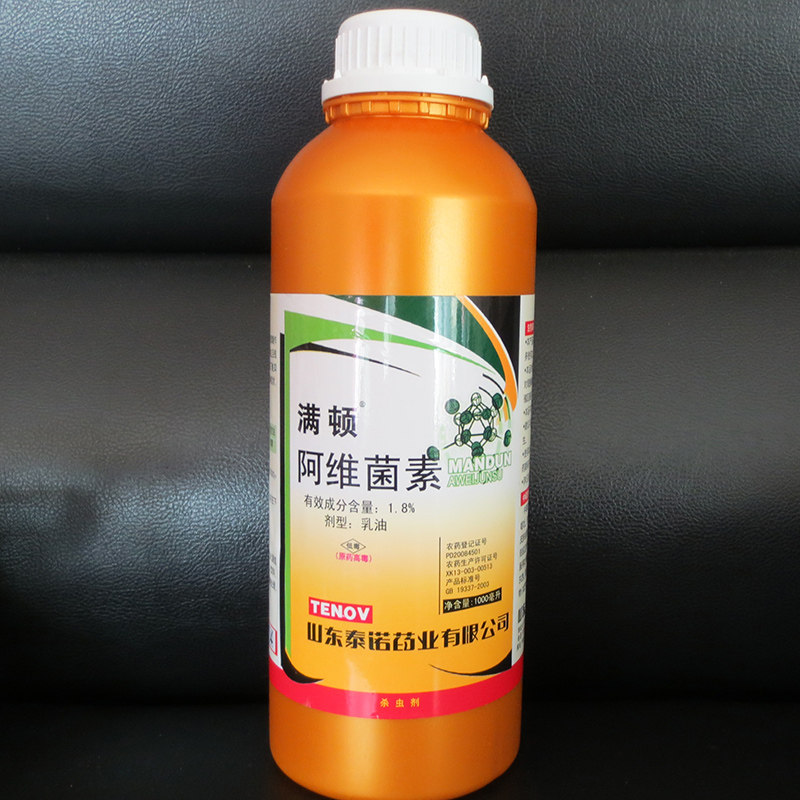 满顿®
阿维菌素
MANDUN
AWEIJUNSU
有效成分含量：1.8%
剂型：乳油
低毒
（原药高毒）
农药登记证号
PD20084501
农药生产许可证号
XK13-003-00513
产品标准号
GB 19337-2003
净含量：1000毫升
TENOV
山东泰诺药业有限公司
杀虫剂